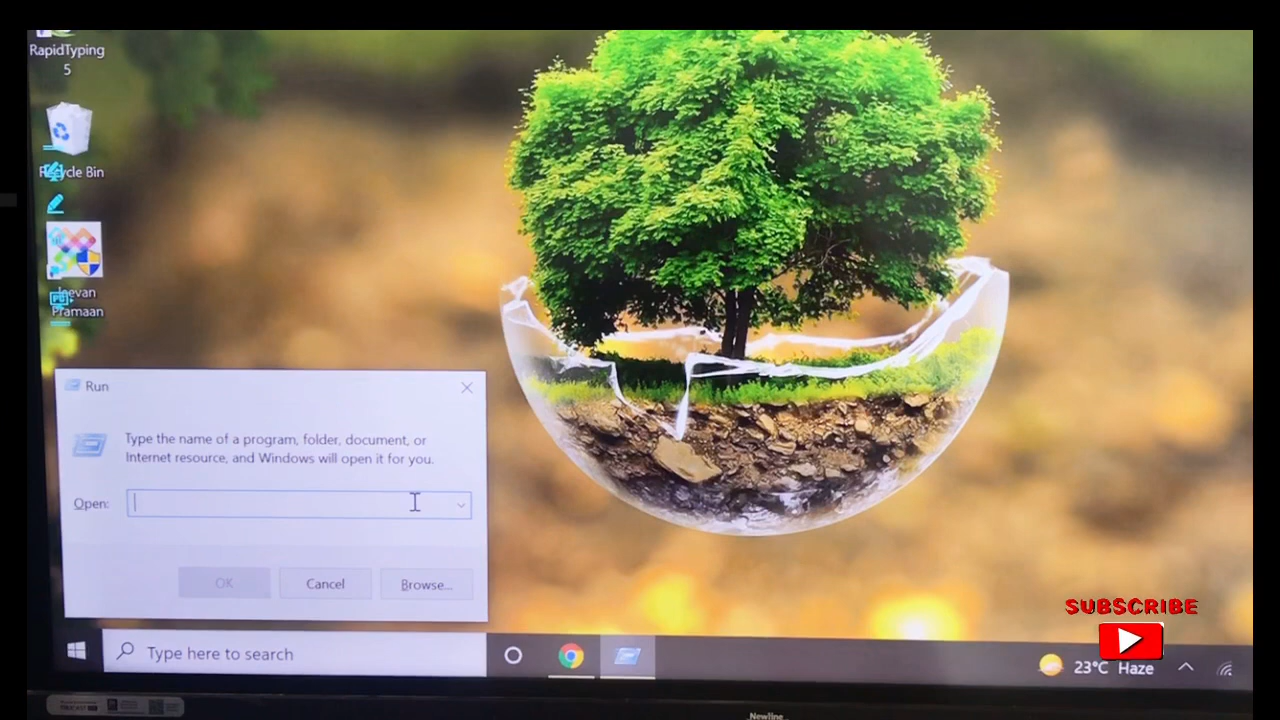 RapidTyping
5
Recycle Bin
Jeevan
Pramaan
Run
Type the name of a program, folder, document, or
Internet resource, and Windows will open it for you.
Open:
OK
Cancel
Browse...
Type here to search
23°C Haze
SUBSCRIBE
Newline